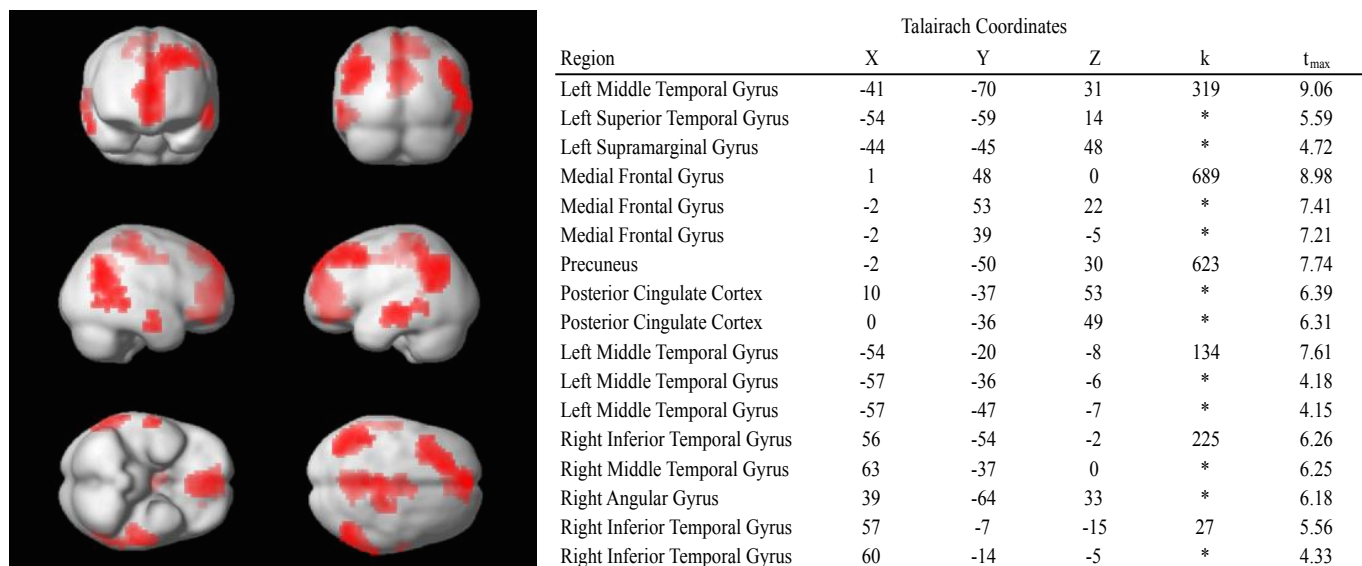 Talairach Coordinates
Region X Y Z k tmax
Left Middle Temporal Gyrus -41 -70 31 319 9.06
Left Superior Temporal Gyrus -54 -59 14 * 5.59
Left Supramarginal Gyrus -44 -45 48 * 4.72
Medial Frontal Gyrus 1 48 0 689 8.98
Medial Frontal Gyrus -2 53 22 * 7.41
Medial Frontal Gyrus -2 39 -5 * 7.21
Precuneus -2 -50 30 623 7.74
Posterior Cingulate Cortex 10 -37 53 * 6.39
Posterior Cingulate Cortex 0 -36 49 * 6.31
Left Middle Temporal Gyrus -54 -20 -8 134 7.61
Left Middle Temporal Gyrus -57 -36 -6 * 4.18
Left Middle Temporal Gyrus -57 -47 -7 * 4.15
Right Inferior Temporal Gyrus 56 -54 -2 225 6.26
Right Middle Temporal Gyrus 63 -37 0 * 6.25
Right Angular Gyrus 39 -64 33 * 6.18
Right Inferior Temporal Gyrus 57 -7 -15 27 5.56
Right Inferior Temporal Gyrus 60 -14 -5 * 4.33